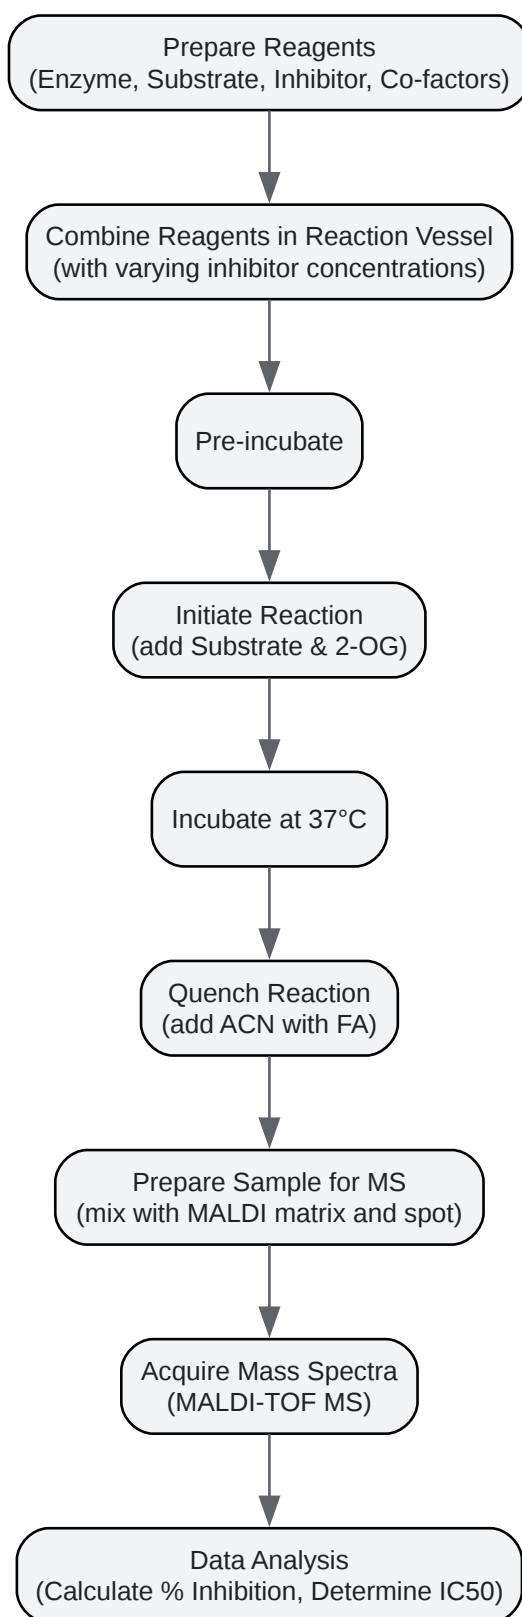 Prepare Reagents
(Enzyme, Substrate, Inhibitor, Co-factors)
Combine Reagents in Reaction Vessel
(with varying inhibitor concentrations)
Pre-incubate
Initiate Reaction
(add Substrate & 2-OG)
Incubate at 37°C
Quench Reaction
(add ACN with FA)
Prepare Sample for MS
(mix with MALDI matrix and spot)
Acquire Mass Spectra
(MALDI-TOF MS)
Data Analysis
(Calculate % Inhibition, Determine IC50)